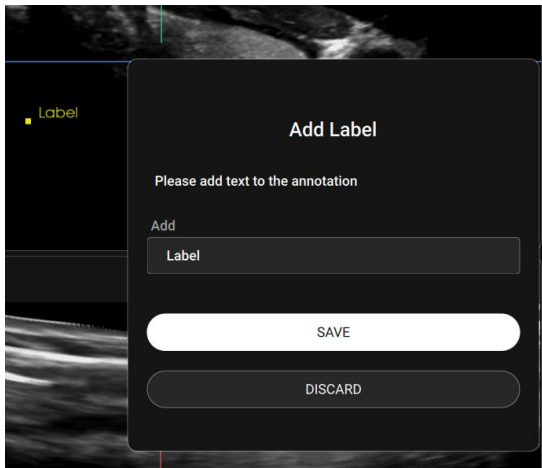 Label
Add Label
Please add text to the annotation
Add
Label
SAVE
DISCARD